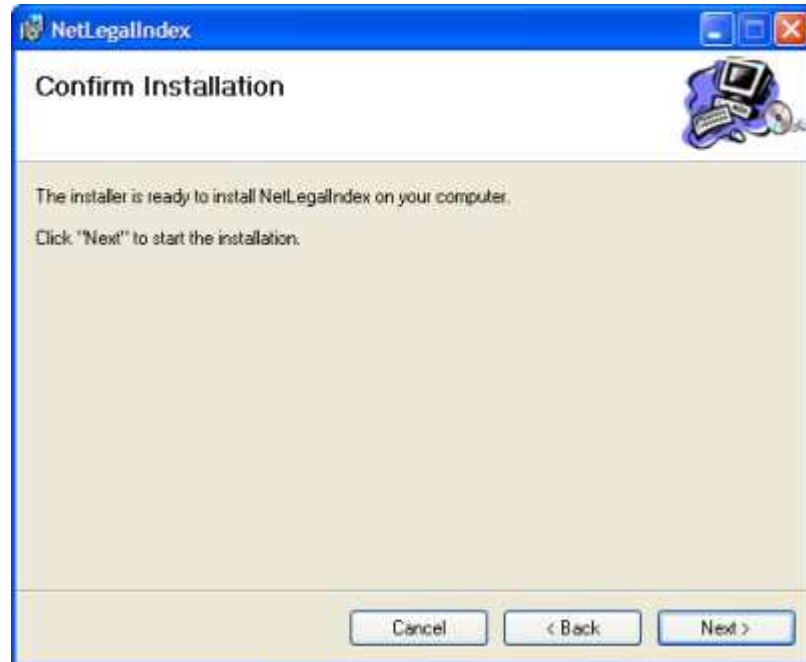 NetLegalIndex
Confirm Installation
The installer is ready to install NetLegalIndex on your computer.
Click "Next" to start the installation.
Cancel
< Back
Next >